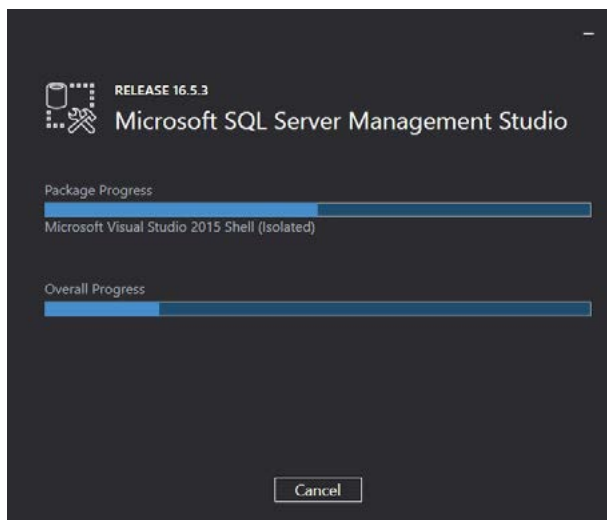 RELEASE 16.5.3
Microsoft SQL Server Management Studio
Package Progress
Microsoft Visual Studio 2015 Shell (Isolated)
Overall Progress
Cancel